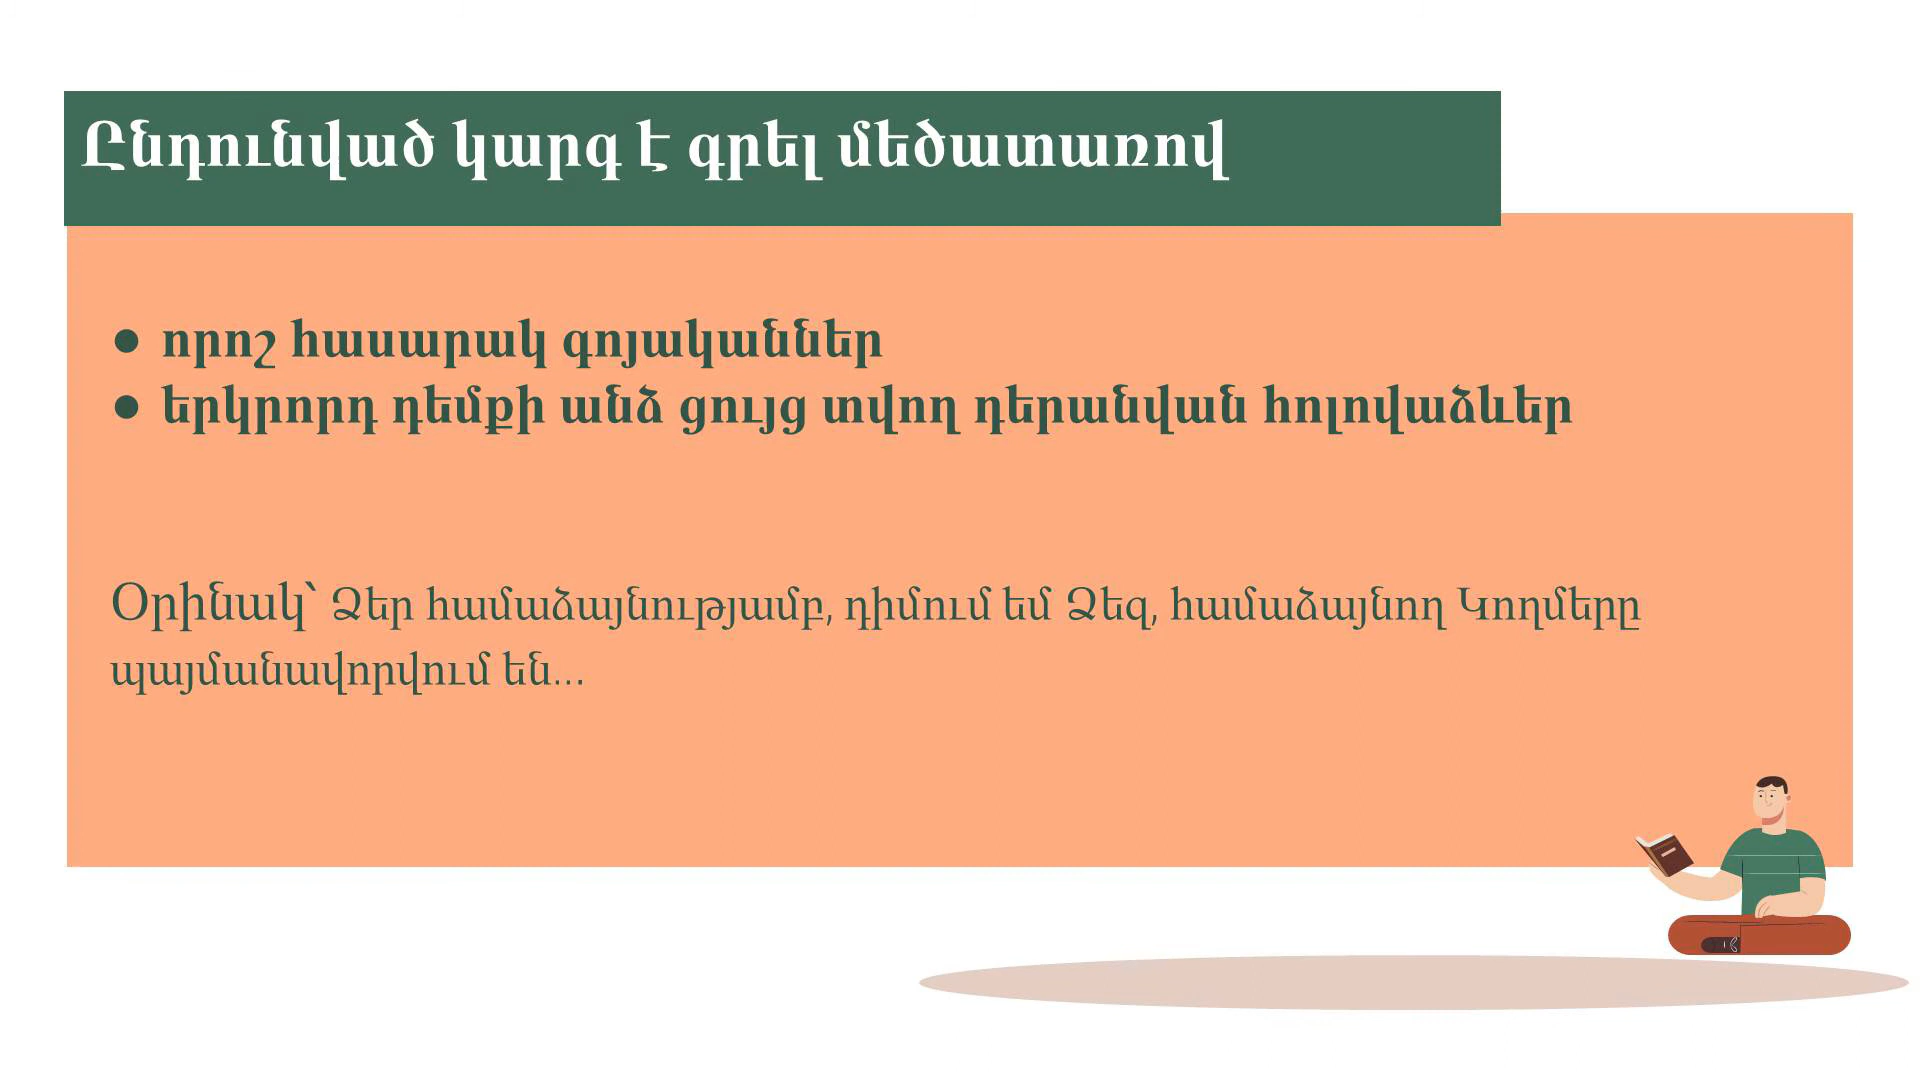 Ընդունված կարգ է գրել մեծատառով
● որոշ հասարակ գոյականներ
● երկրորդ դեմքի անձ ցույց տվող դերանվան հոլովաձևեր
Օրինակ՝ Ձեր համաձայնությամբ, դիմում եմ Ձեզ, համաձայնող Կողմերը
պայմանավորվում են...